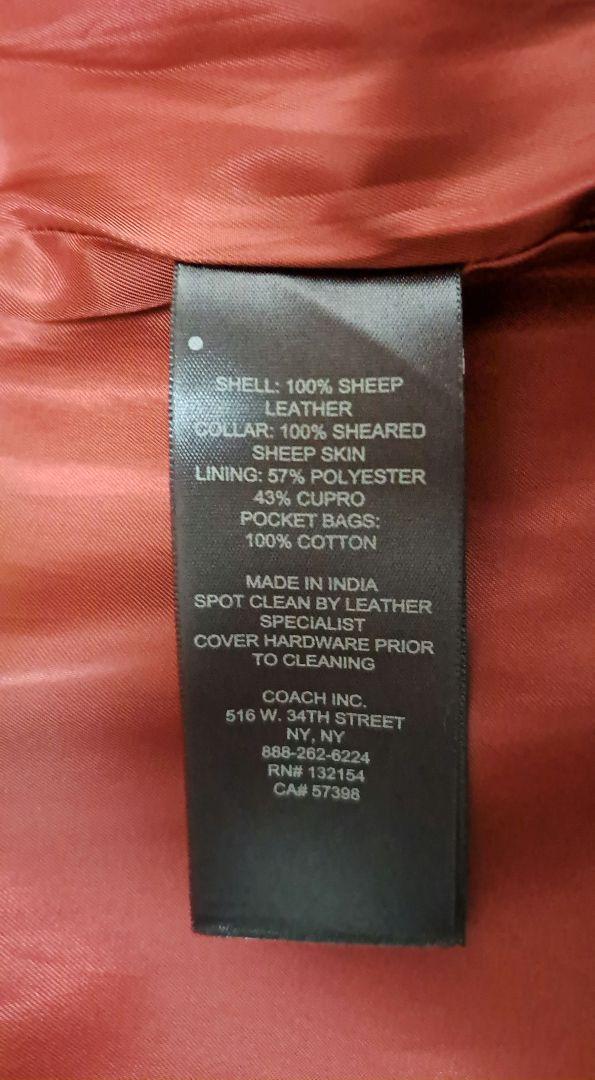 SHELL: 100% SHEEP
LEATHER
COLLAR: 100% SHEARED
SHEEP SKIN
LINING: 57% POLYESTER
43% CUPRO
POCKET BAGS:
100% COTTON
MADE IN INDIA
SPOT CLEAN BY LEATHER
SPECIALIST
COVER HARDWARE PRIOR
TO CLEANING
COACH INC.
516 W. 34TH STREET
NY, NY
888-262-6224
RN# 132154
CA# 57398